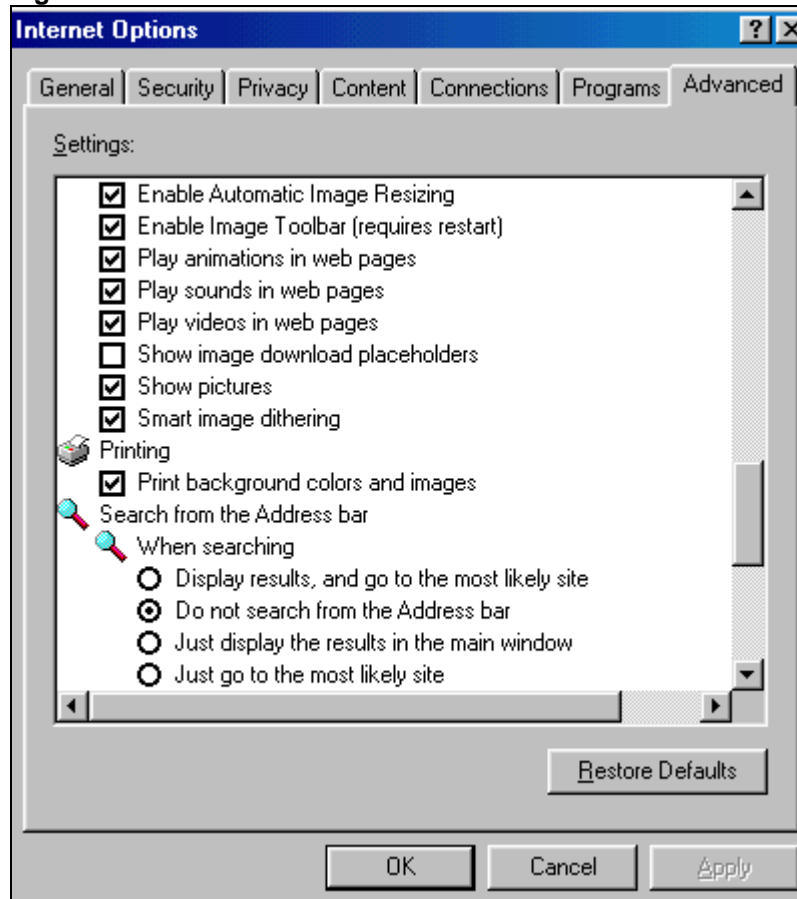 Internet Options
General Security Privacy Content Connections Programs Advanced
Settings:
Enable Automatic Image Resizing
Enable Image Toolbar (requires restart)
Play animations in web pages
Play sounds in web pages
Play videos in web pages
Show image download placeholders
Show pictures
Smart image dithering
Printing
Print background colors and images
Search from the Address bar
When searching
Display results, and go to the most likely site
Do not search from the Address bar
Just display the results in the main window
Just go to the most likely site
Restore Defaults
OK Cancel Apply